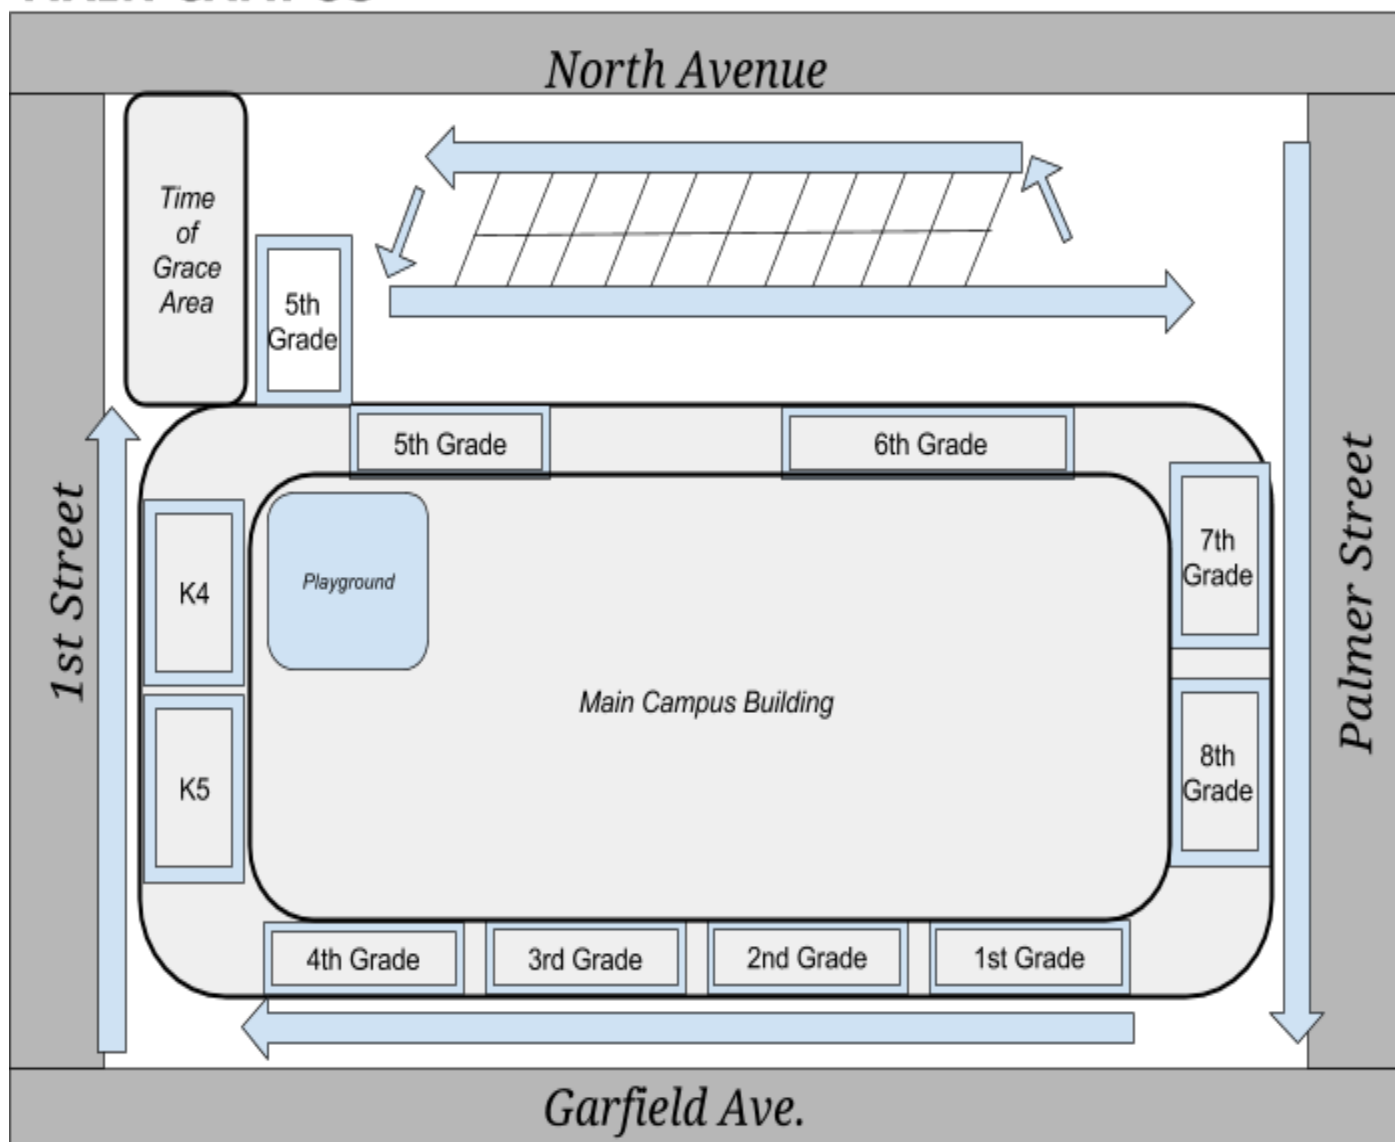 North Avenue
Time
of
Grace
Area
5th
Grade
5th Grade
6th Grade
1st Street
K4
Playground
7th
Grade
Palmer Street
Main Campus Building
K5
8th
Grade
4th Grade
3rd Grade
2nd Grade
1st Grade
Garfield Ave.